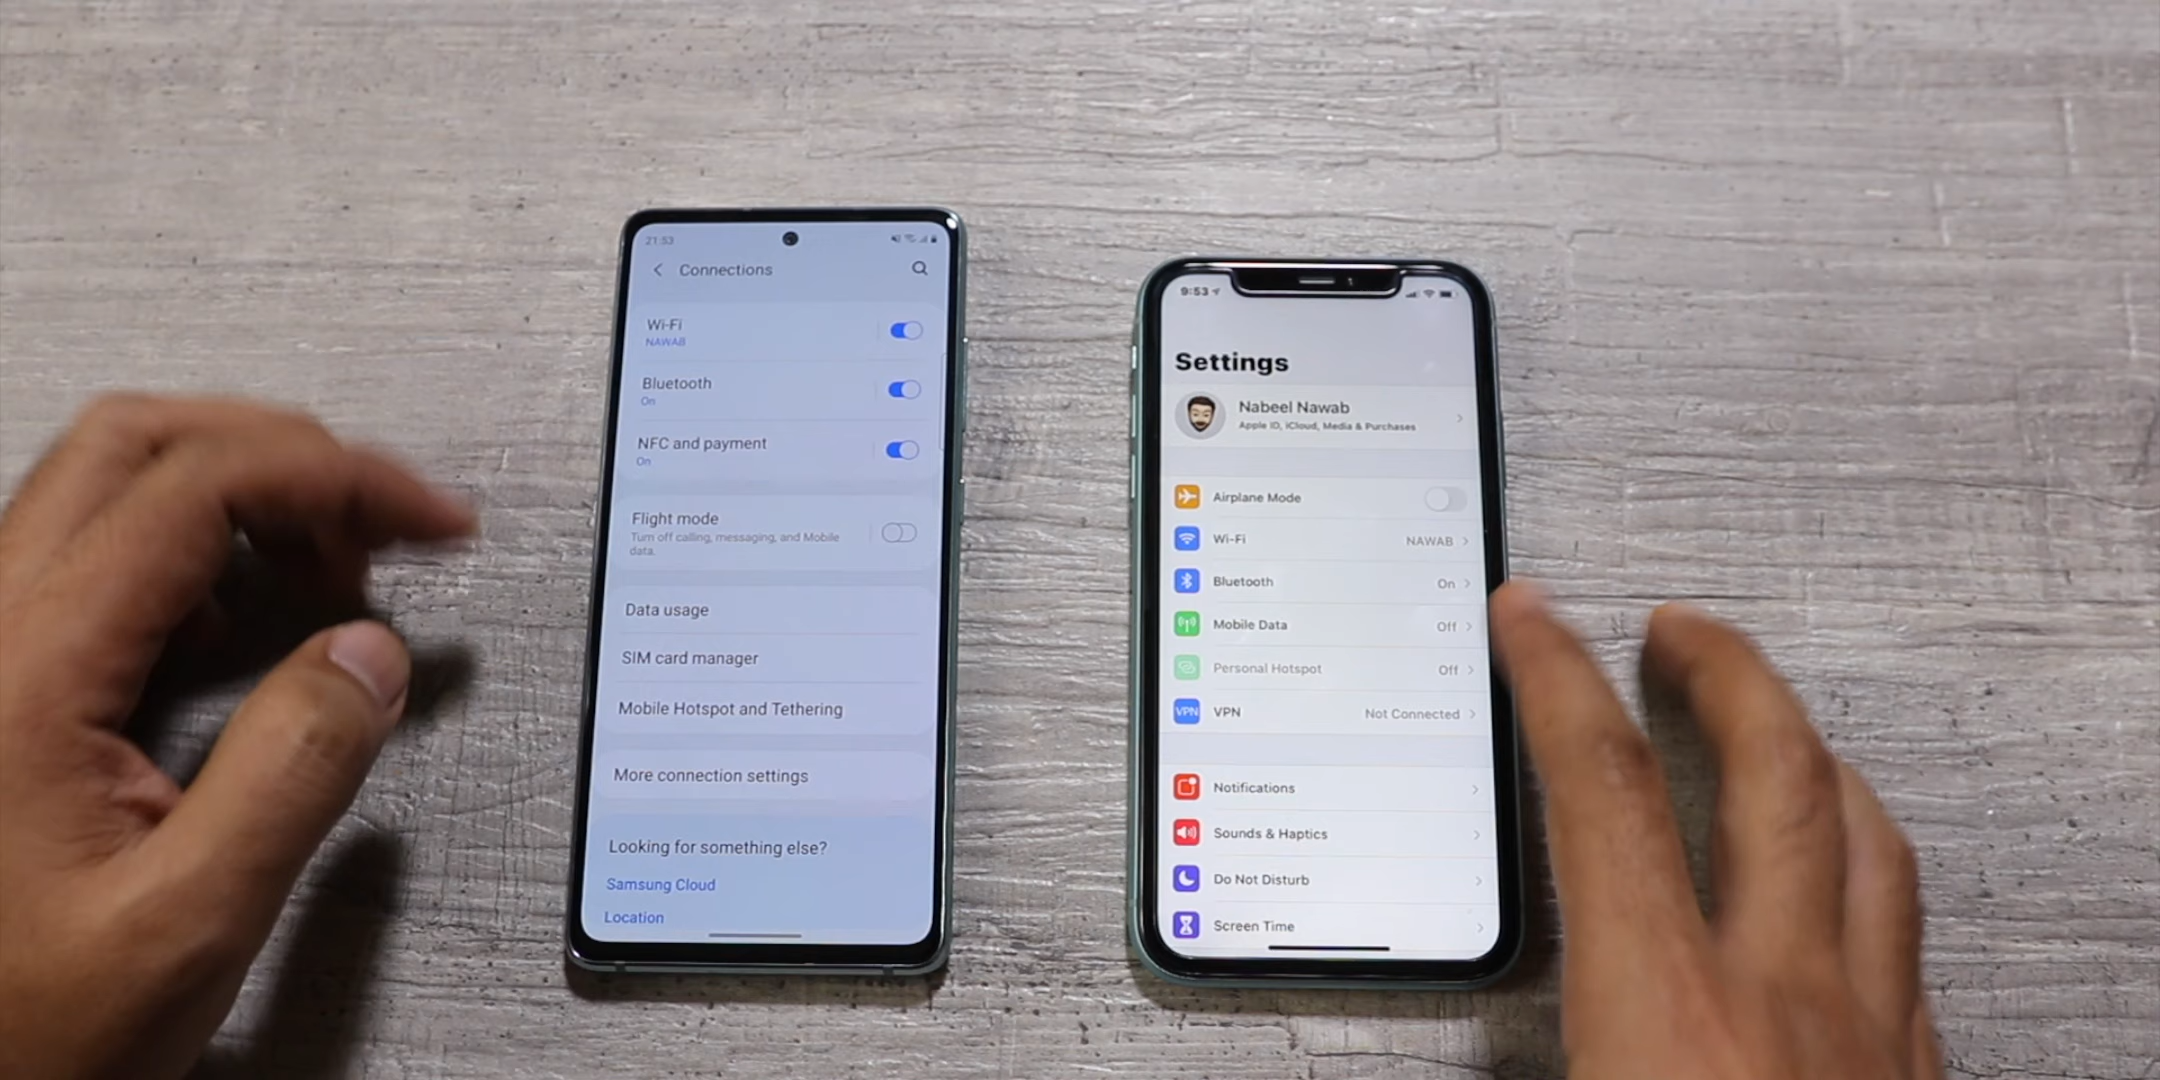 21:53
Connections
Wi-Fi
NAWAB
Bluetooth
On
NFC and payment
On
Flight mode
Turn off calling, messaging, and Mobile
data.
Data usage
SIM card manager
Mobile Hotspot and Tethering
More connection settings
Looking for something else?
Samsung Cloud
Location
9:53
Settings
Nabeel Nawab
Apple ID, iCloud, Media & Purchases
Airplane Mode
Wi-Fi NAWAB
Bluetooth On
Mobile Data Off
Personal Hotspot Off
VPN VPN Not Connected
Notifications
Sounds & Haptics
Do Not Disturb
Screen Time